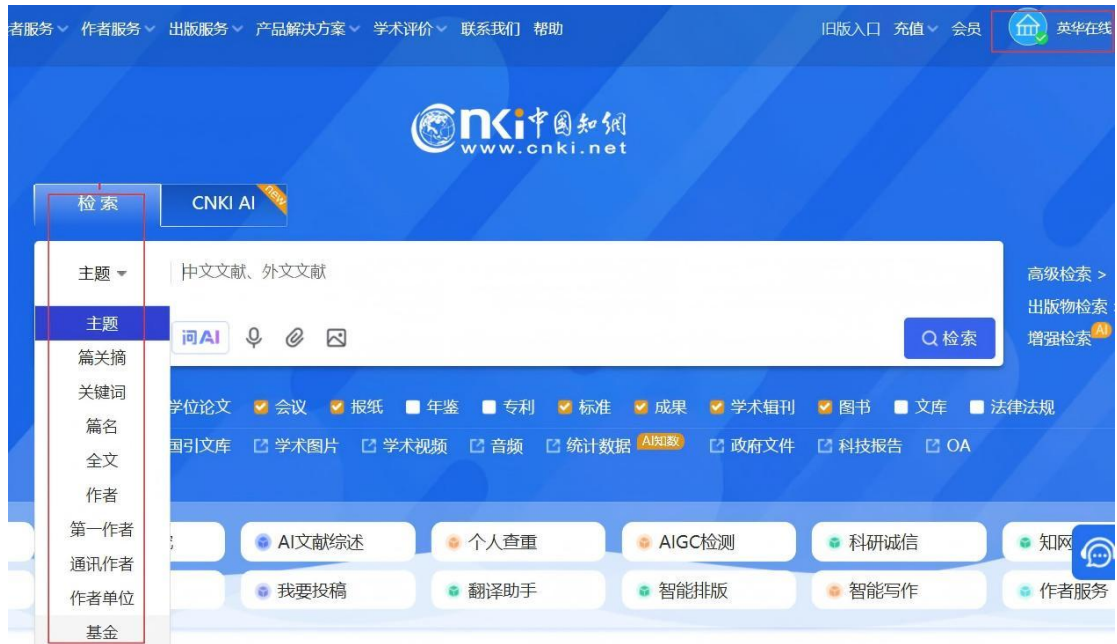 者服务 作者服务 出版服务 产品解决方案 学术评价 联系我们 帮助 旧版入口 充值 会员 英华在线
cnki中国知网
www.cnki.net
检索 CNKI AI new
主题 中文文献、外文文献 高级检索 >
出版物检索
主题 问AI 检索 增强检索 AI
篇关摘
关键词 学位论文 会议 报纸 年鉴 专利 标准 成果 学术辑刊 图书 文库 法律法规
篇名
国引文库 学术图片 学术视频 音频 统计数据 AI知数 政府文件 科技报告 OA
全文
作者
第一作者 AI文献综述 个人查重 AIGC检测 科研诚信 知网
通讯作者
作者单位 我要投稿 翻译助手 智能排版 智能写作 作者服务
基金